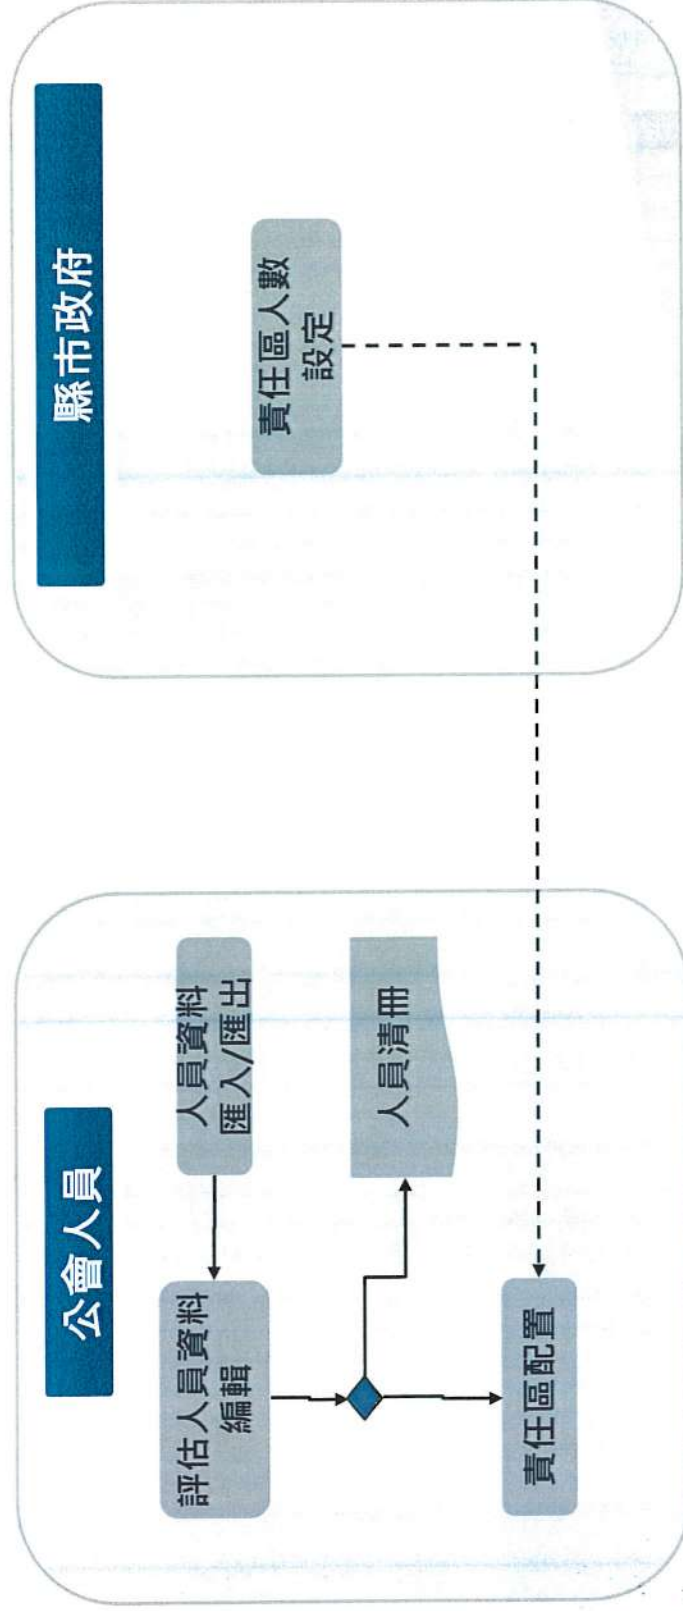 公會人員
評估人員資料
編輯
人員資料
匯入/匯出
人員清冊
責任區配置
縣市政府
責任區人數
設定